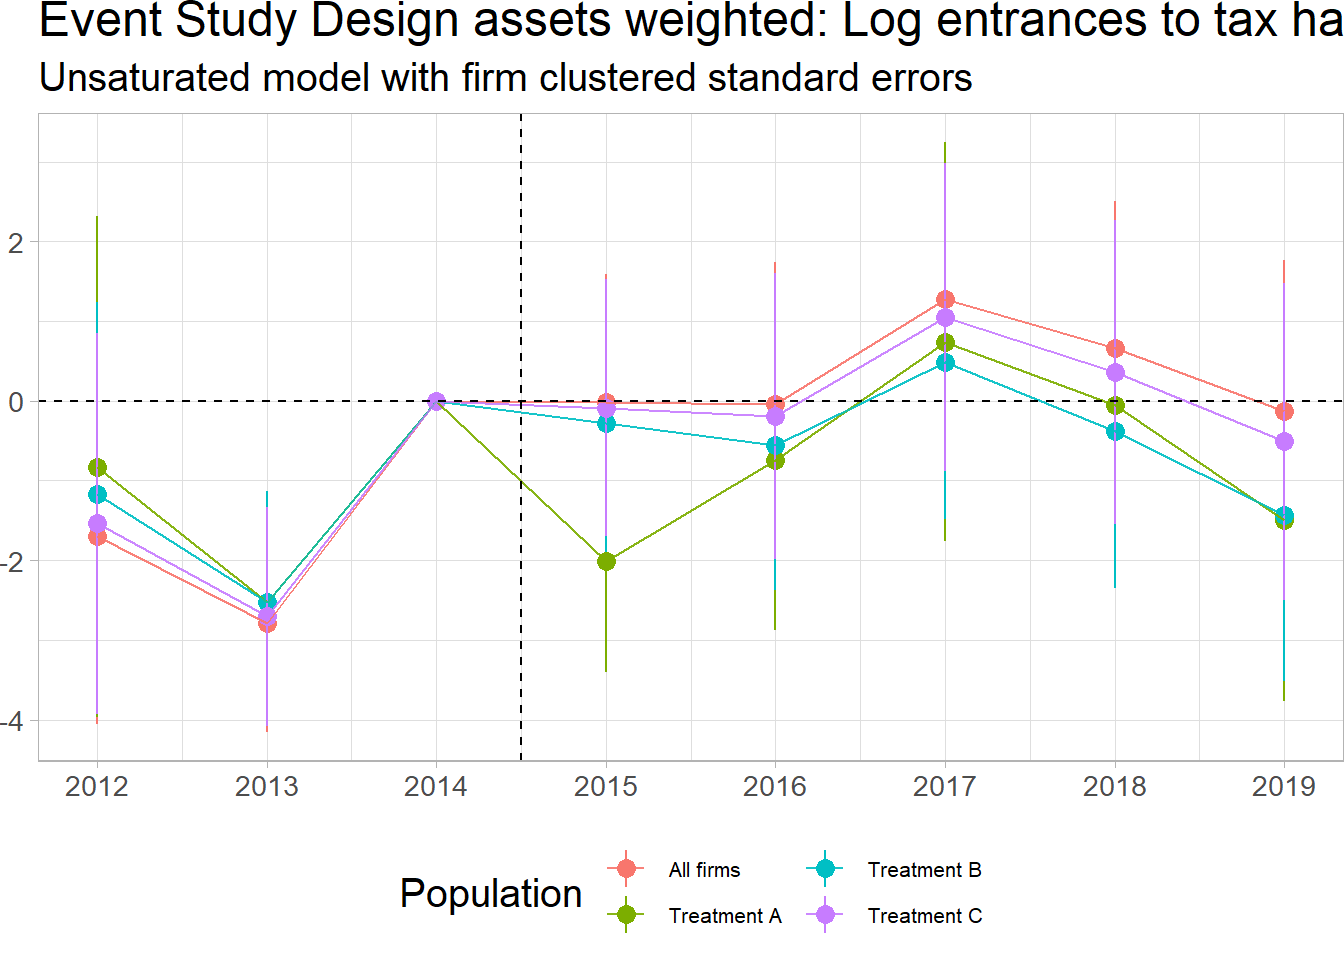 Event Study Design assets weighted: Log entrances to tax ha
Unsaturated model with firm clustered standard errors
2
0
-2
-4
2012 2013 2014 2015 2016 2017 2018 2019
Population
All firms
Treatment A
Treatment B
Treatment C